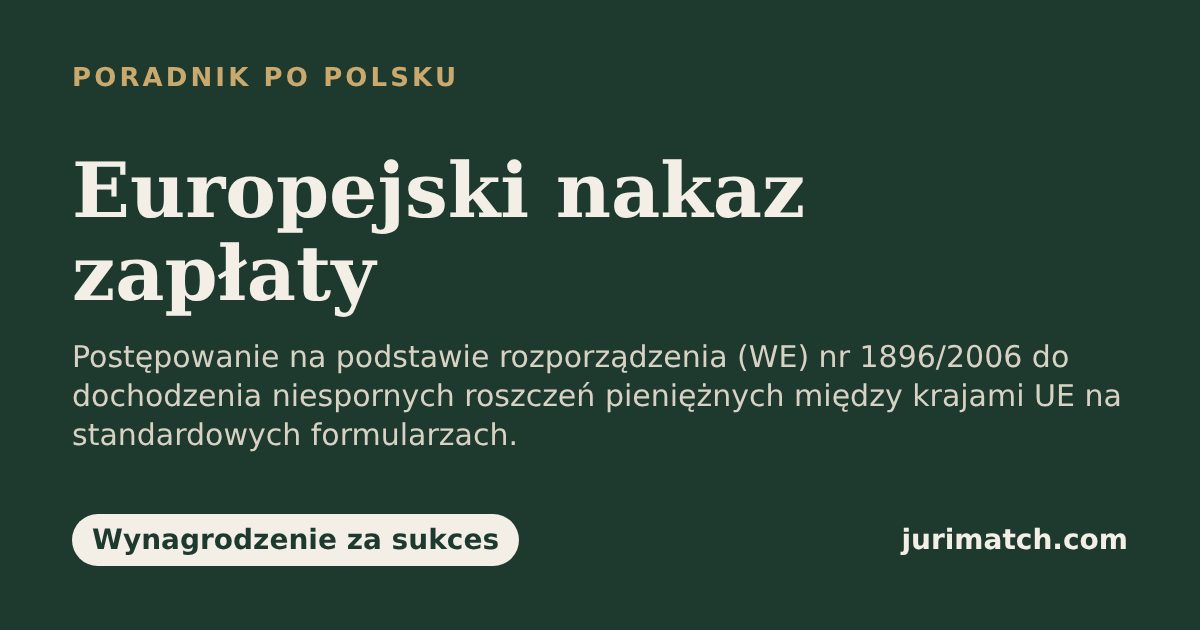 PORADNIK PO POLSKU
Europejski nakaz
zapłaty
Postępowanie na podstawie rozporządzenia (WE) nr 1896/2006 do
dochodzenia niespornych roszczeń pieniężnych między krajami UE na
standardowych formularzach.
Wynagrodzenie za sukces
jurimatch.com